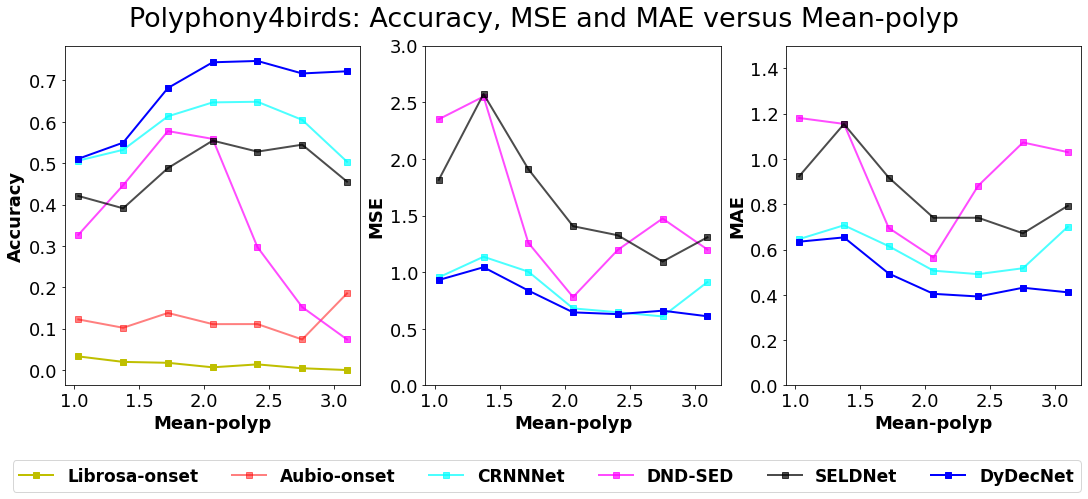 Polyphony4birds: Accuracy, MSE and MAE versus Mean-polyp
Accuracy
0.7
0.6
0.5
0.4
0.3
0.2
0.1
0.0
1.0 1.5 2.0 2.5 3.0
Mean-polyp
MSE
3.0
2.5
2.0
1.5
1.0
0.5
0.0
1.0 1.5 2.0 2.5 3.0
Mean-polyp
MAE
1.4
1.2
1.0
0.8
0.6
0.4
0.2
0.0
1.0 1.5 2.0 2.5 3.0
Mean-polyp
Librosa-onset Aubio-onset CRNNNet DND-SED SELDNet DyDecNet